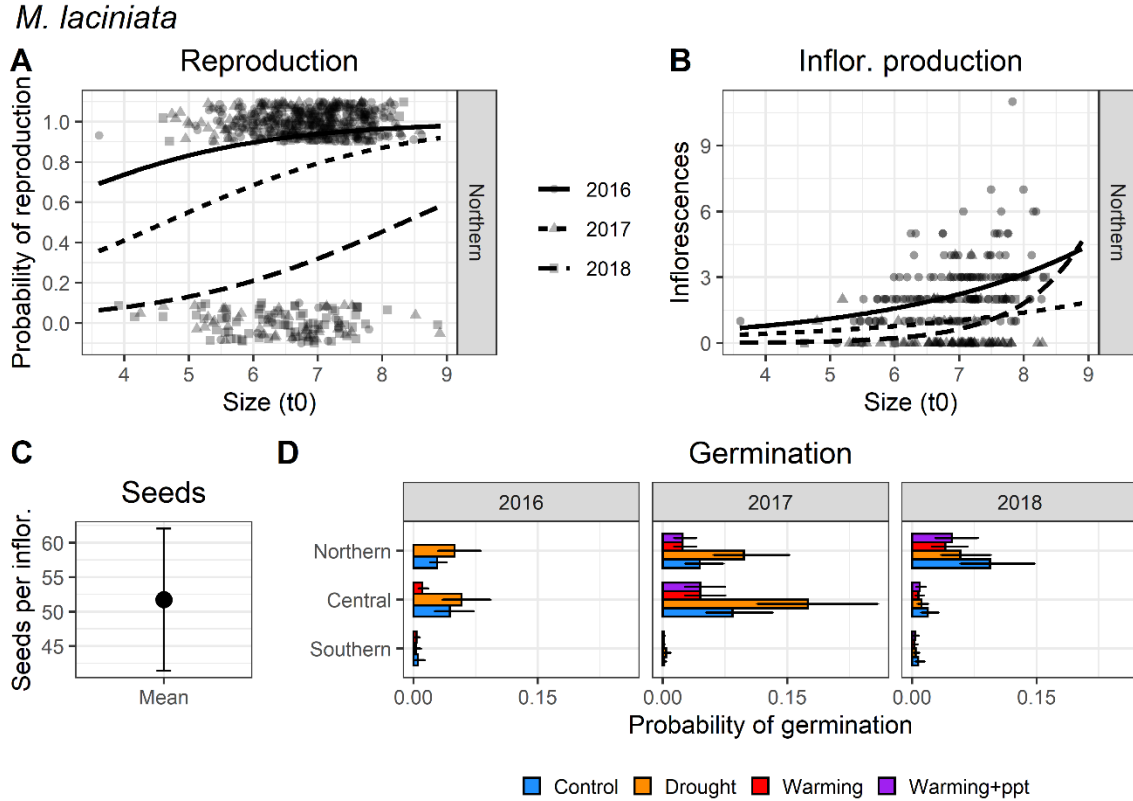 M. laciniata
A Reproduction
Probability of reproduction
1.0
0.8
0.6
0.4
0.2
0.0
4 5 6 7 8 9
Size (t0)
Northern
2016
2017
2018
B Inflor. production
Inflorescences
9
6
3
0
4 5 6 7 8 9
Size (t0)
Northern
C Seeds
Seeds per inflor.
60
55
50
45
Mean
D Germination
2016 2017 2018
Northern
Central
Southern
0.00 0.15 0.00 0.15 0.00 0.15
Probability of germination
Control Drought Warming Warming+ppt